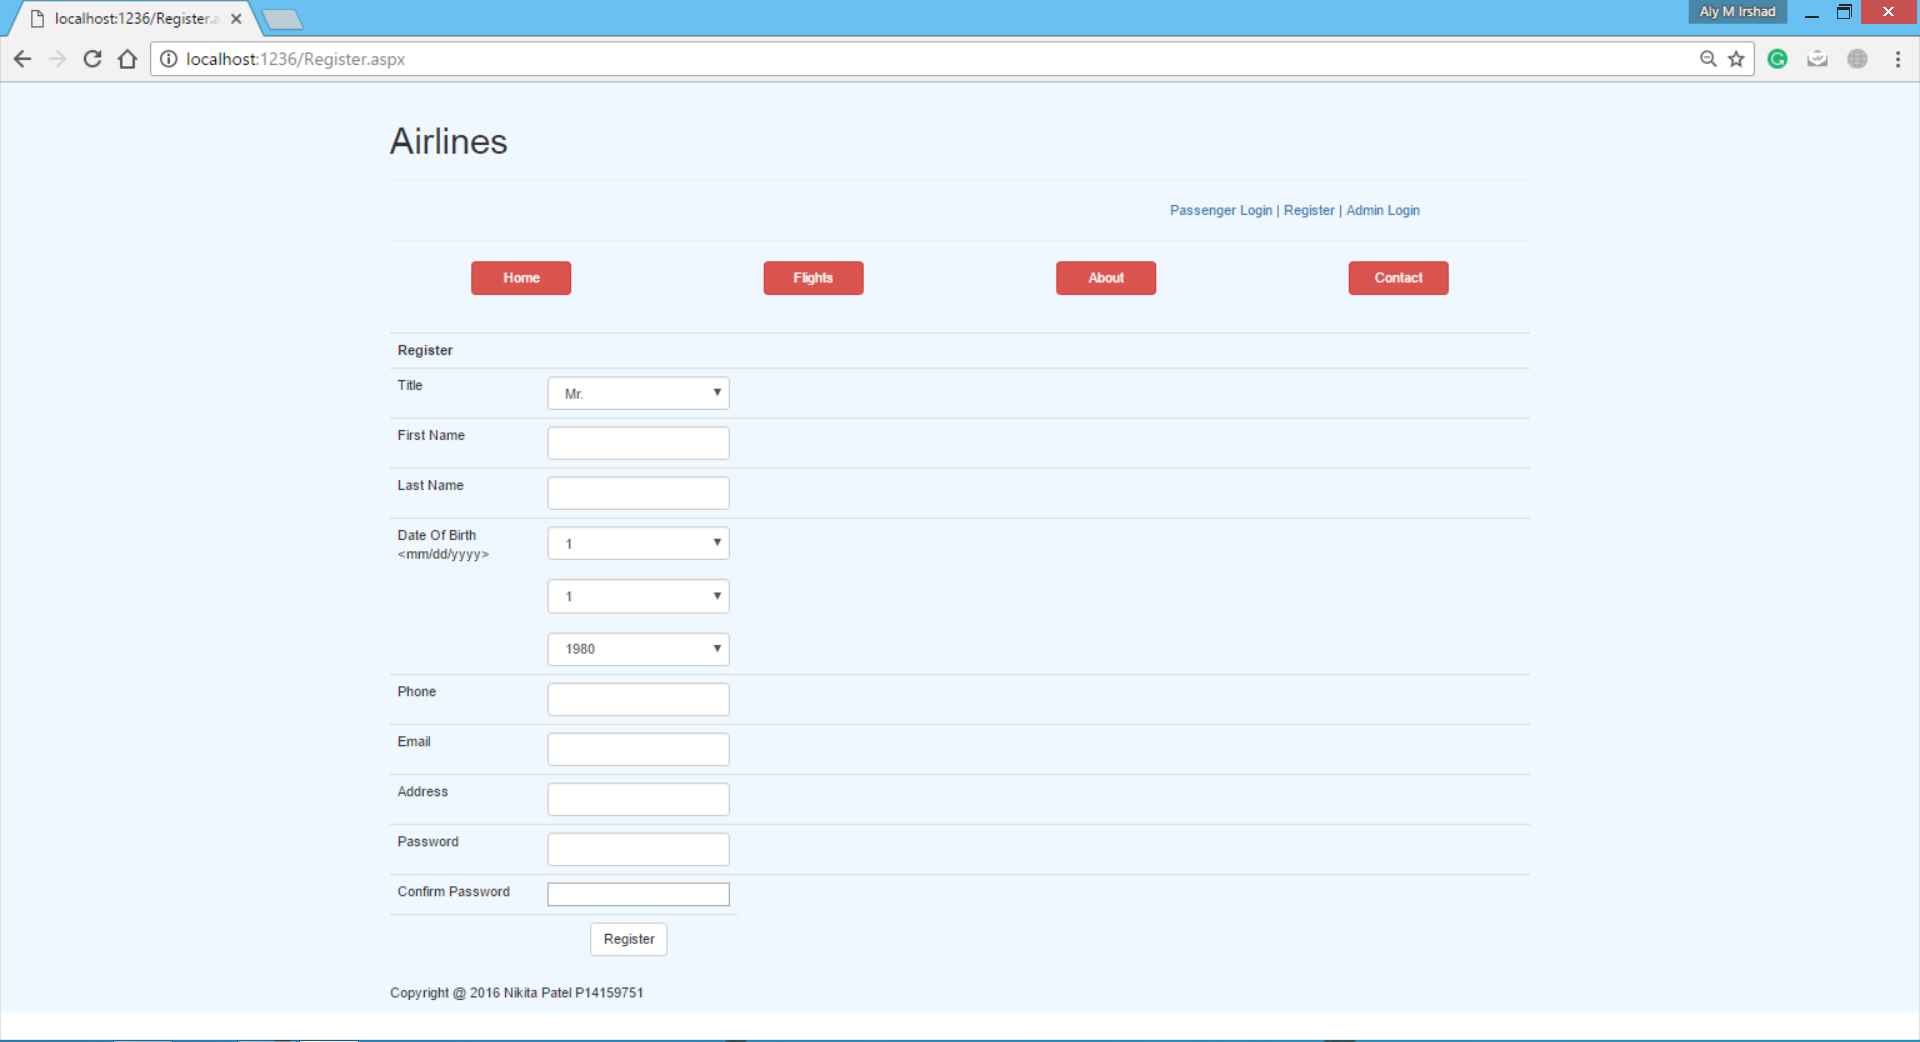 localhost:1236/Register.a
Aly M Irshad
localhost:1236/Register.aspx
Airlines
Passenger Login | Register | Admin Login
Home Flights About Contact
Register
Title Mr.
First Name
Last Name
Date Of Birth 1
<mm/dd/yyyy>
1
1980
Phone
Email
Address
Password
Confirm Password
Register
Copyright @ 2016 Nikita Patel P14159751